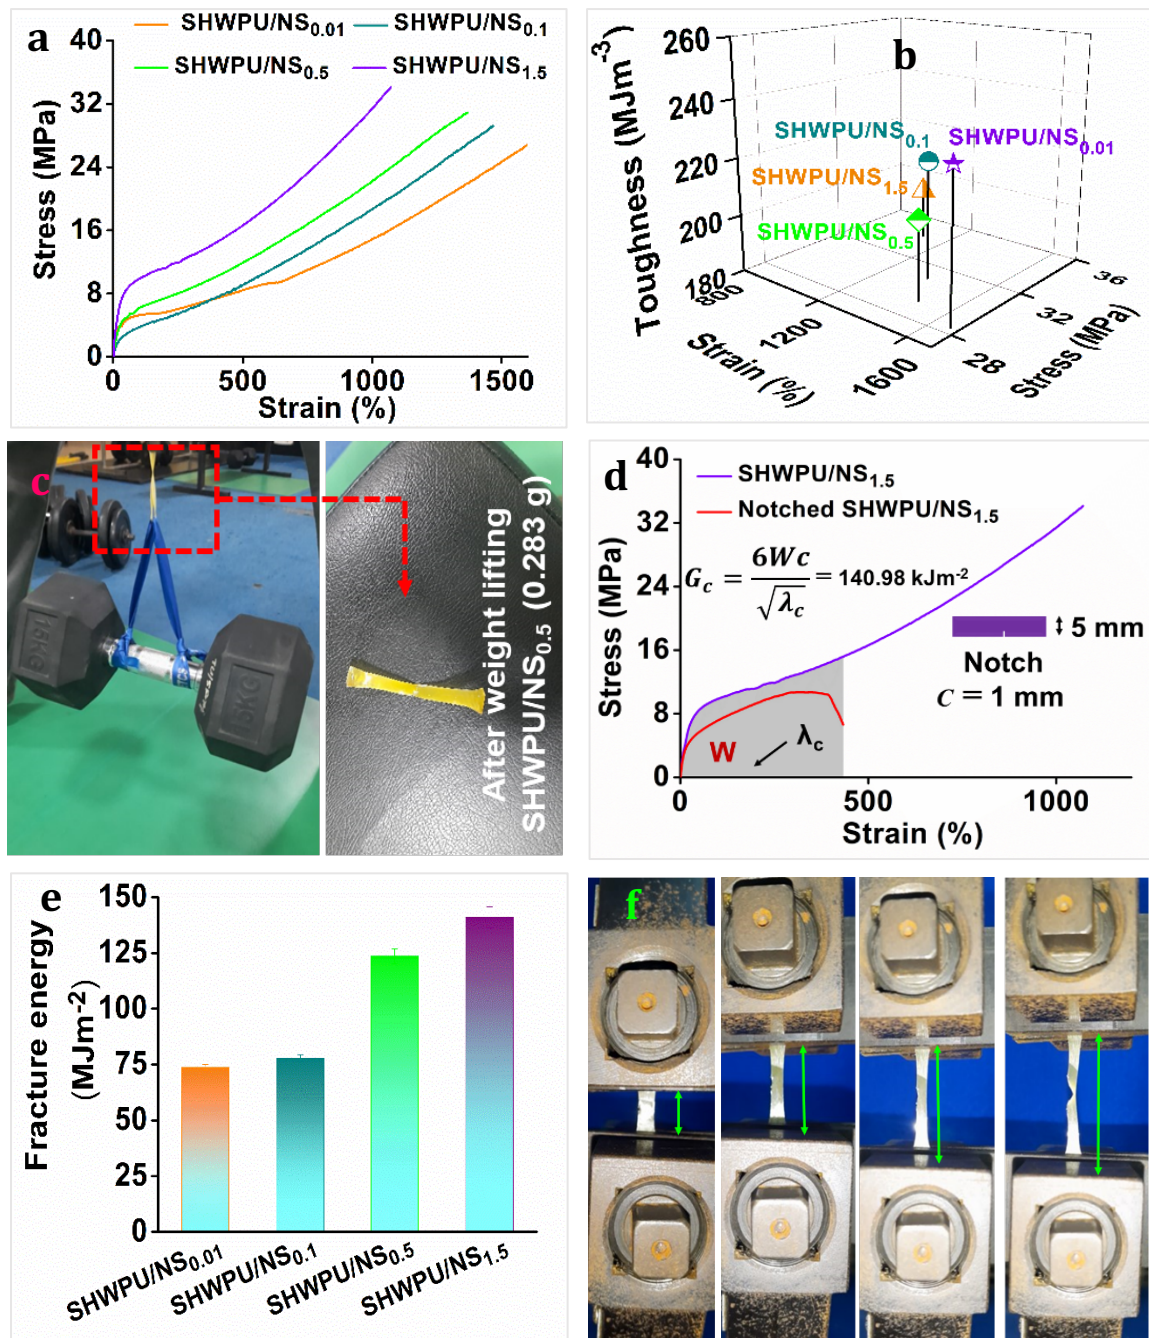 a
SHWPU/NS0.01
SHWPU/NS0.1
SHWPU/NS0.5
SHWPU/NS1.5
40
32
24
16
8
0
Stress (MPa)
0
500
1000
1500
Strain (%)
b
260
240
220
200
180
Toughness (MJm-3)
SHWPU/NS0.1
SHWPU/NS0.01
SHWPU/NS1.5
SHWPU/NS0.5
800
1200
1600
Strain (%)
28
32
36
Stress (MPa)
c
15KG
15KG
After weight lifting
SHWPU/NS0.5 (0.283 g)
d
SHWPU/NS1.5
Notched SHWPU/NS1.5
Gc = 6Wc/√λc = 140.98 kJm-2
5 mm
Notch
C = 1 mm
W
λc
40
32
24
16
8
0
Stress (MPa)
0
500
1000
Strain (%)
e
150
125
100
75
50
25
0
Fracture energy
(MJm-2)
SHWPU/NS0.01
SHWPU/NS0.1
SHWPU/NS0.5
SHWPU/NS1.5
f